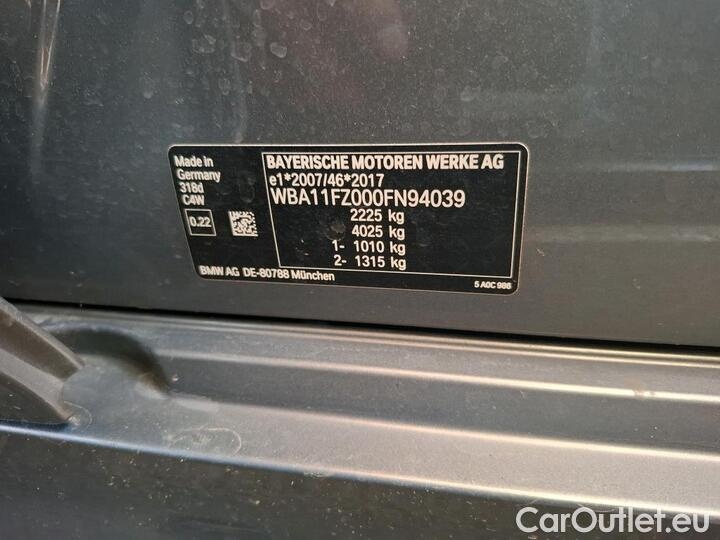 Made in
Germany
318d
C4W
0.22
BAYERISCHE MOTOREN WERKE AG
e1*2007/46*2017
WBA11FZ000FN94039
2225 kg
4025 kg
1- 1010 kg
2- 1315 kg
BMW AG DE-80788 München
5 A0C 986
CarOutlet.eu